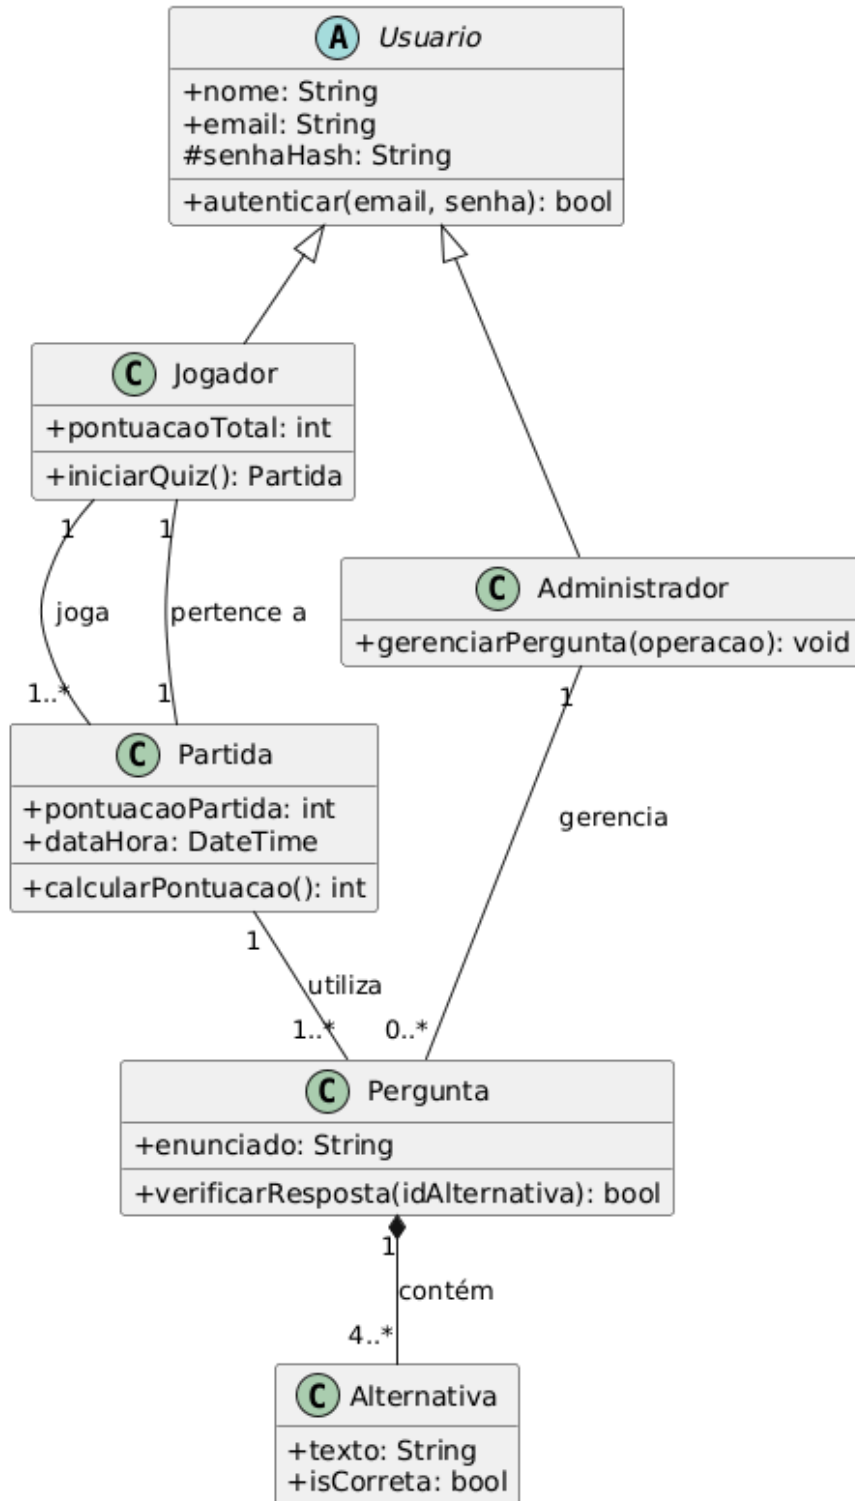 A Usuario
+nome: String
+email: String
#senhaHash: String
+autenticar(email, senha): bool
C Jogador
+pontuacaoTotal: int
+iniciarQuiz(): Partida
1
1
joga
pertence a
1..*
1
C Administrador
+gerenciarPergunta(operacao): void
1
gerencia
C Partida
+pontuacaoPartida: int
+dataHora: DateTime
+calcularPontuacao(): int
1
utiliza
1..*
0..*
C Pergunta
+enunciado: String
+verificarResposta(idAlternativa): bool
1
contém
4..*
C Alternativa
+texto: String
+isCorreta: bool